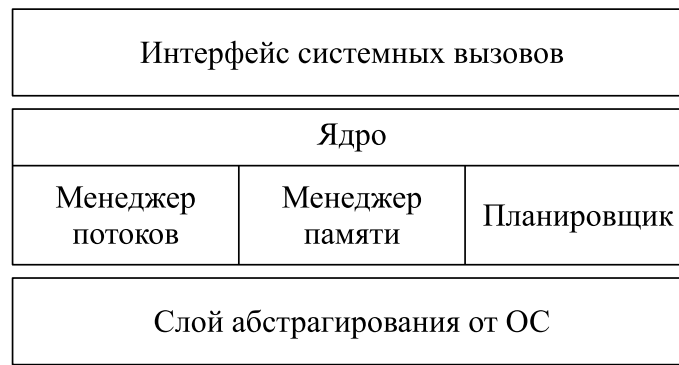 Интерфейс системных вызовов
Ядро
Менеджер
потоков
Менеджер
памяти
Планировщик
Слой абстрагирования от ОС